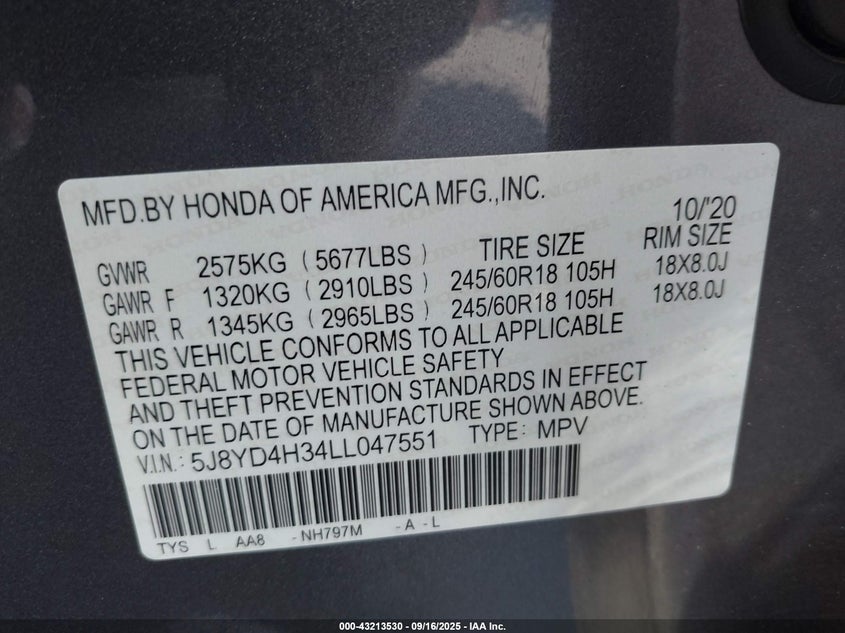 MFD.BY HONDA OF AMERICA MFG.,INC. 10/'20
GVWR 2575KG ( 5677LBS ) TIRE SIZE RIM SIZE
GAWR F 1320KG ( 2910LBS ) 245/60R18 105H 18X8.0J
GAWR R 1345KG ( 2965LBS ) 245/60R18 105H 18X8.0J
THIS VEHICLE CONFORMS TO ALL APPLICABLE
FEDERAL MOTOR VEHICLE SAFETY
AND THEFT PREVENTION STANDARDS IN EFFECT
ON THE DATE OF MANUFACTURE SHOWN ABOVE.
V.I.N.: 5J8YD4H34LL047551 TYPE: MPV
TYS L AA8 -NH797M -A -L
000-43213530 - 09/16/2025 - IAA Inc.